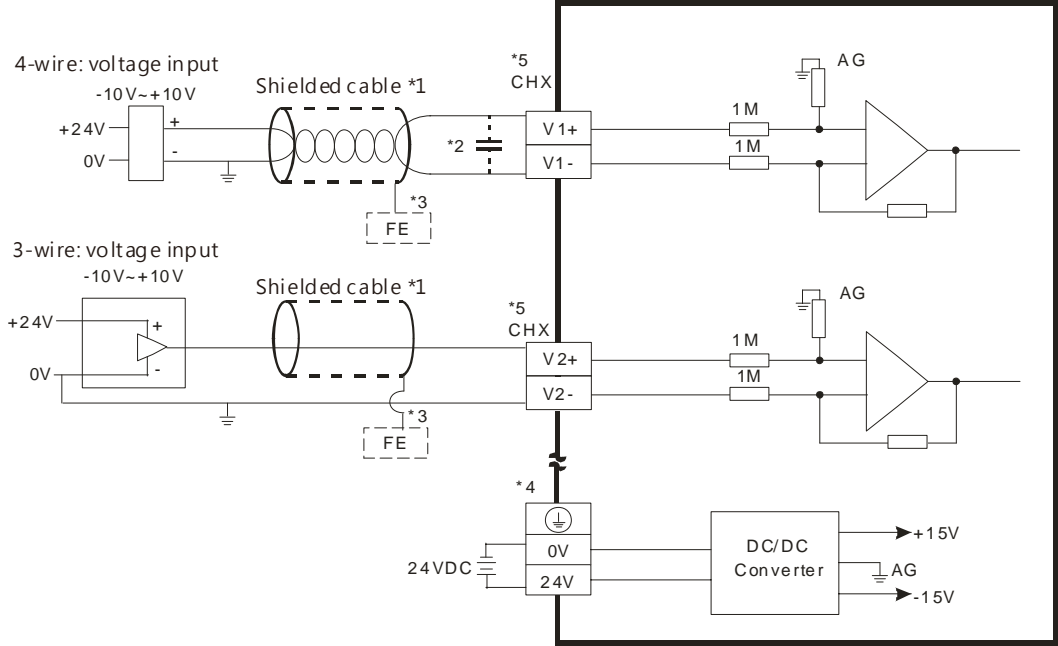 4-wire: voltage input
-10V~+10V
+24V
0V
+
-
Shielded cable *1
*2
*3
FE
*5
CHX
V1+
V1-
1M
1M
AG
3-wire: voltage input
-10V~+10V
+24V
0V
+
-
Shielded cable *1
*3
FE
*5
CHX
V2+
V2-
1M
1M
AG
*4
24VDC
0V
24V
DC/DC
Converter
+15V
AG
-15V